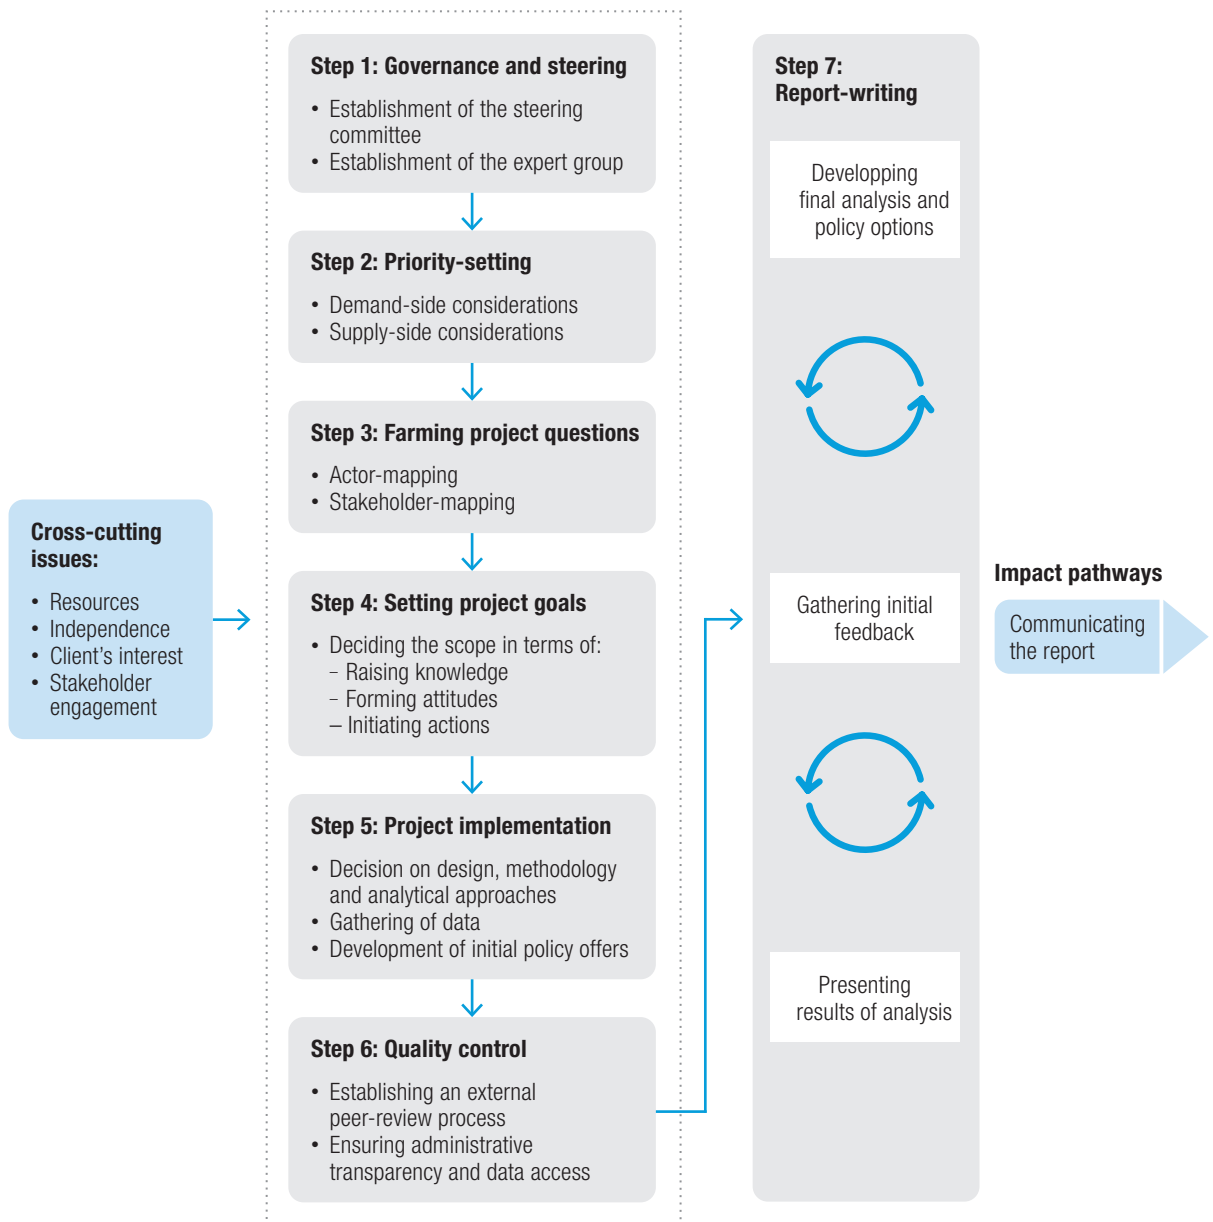 Step 1: Governance and steering
• Establishment of the steering
committee
• Establishment of the expert group
Step 2: Priority-setting
• Demand-side considerations
• Supply-side considerations
Step 3: Farming project questions
• Actor-mapping
• Stakeholder-mapping
Cross-cutting
issues:
• Resources
• Independence
• Client's interest
• Stakeholder
engagement
Step 4: Setting project goals
• Deciding the scope in terms of:
– Raising knowledge
– Forming attitudes
– Initiating actions
Step 5: Project implementation
• Decision on design, methodology
and analytical approaches
• Gathering of data
• Development of initial policy offers
Step 6: Quality control
• Establishing an external
peer-review process
• Ensuring administrative
transparency and data access
Step 7:
Report-writing
Developping
final analysis and
policy options
Gathering initial
feedback
Presenting
results of analysis
Impact pathways
Communicating
the report